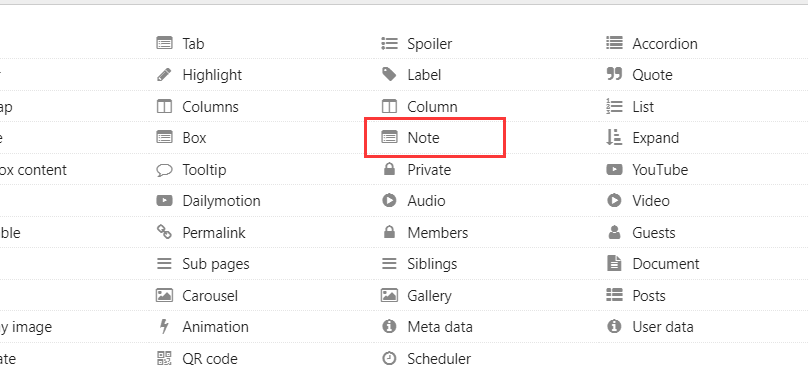 Tab Spoiler Accordion
Highlight Label Quote
ap Columns Column List
e Box Note Expand
ox content Tooltip Private YouTube
Dailymotion Audio Video
ble Permalink Members Guests
Sub pages Siblings Document
Carousel Gallery Posts
y image Animation Meta data User data
ate QR code Scheduler